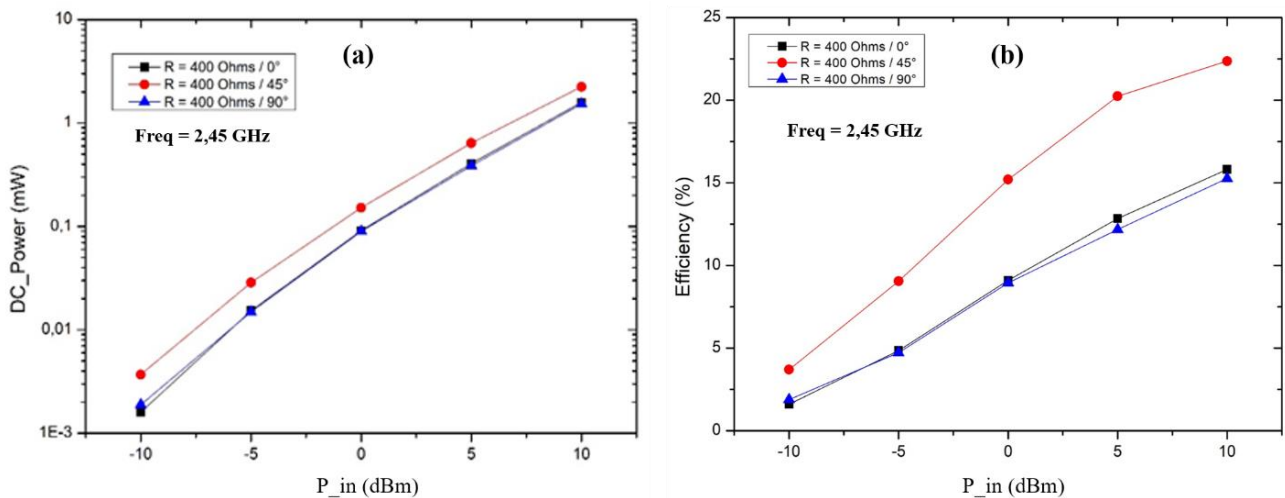 (a)
R = 400 Ohms / 0°
R = 400 Ohms / 45°
R = 400 Ohms / 90°
Freq = 2,45 GHz
DC_Power (mW)
10
1
0,1
0,01
1E-3
-10
-5
0
5
10
P_in (dBm)
(b)
R = 400 Ohms / 0°
R = 400 Ohms / 45°
R = 400 Ohms / 90°
Freq = 2,45 GHz
Efficiency (%)
25
20
15
10
5
0
-10
-5
0
5
10
P_in (dBm)